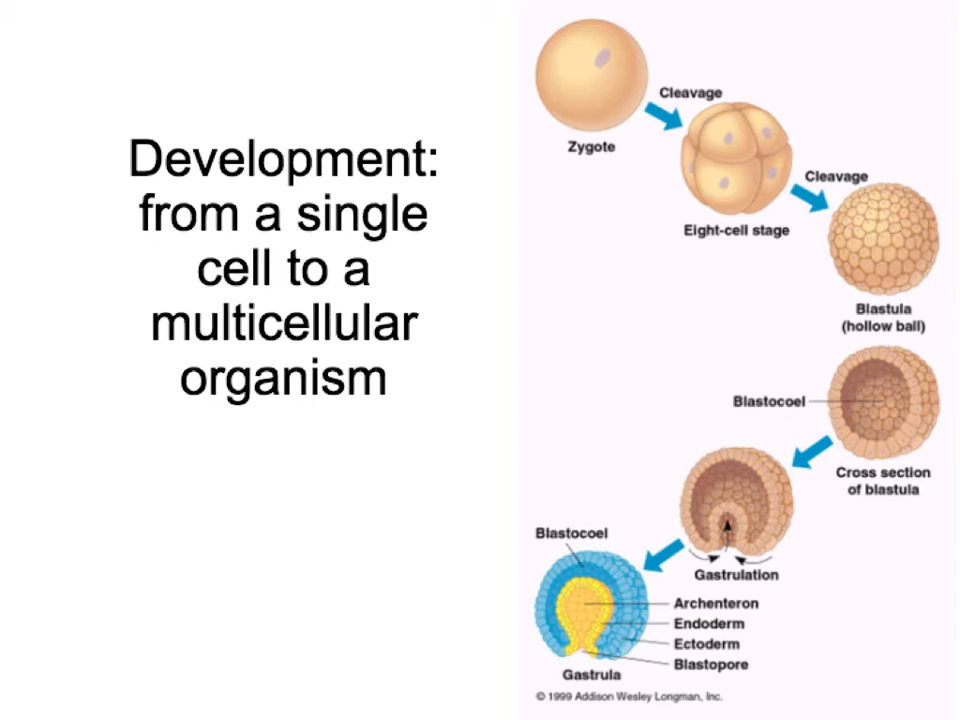 Development:
from a single
cell to a
multicellular
organism
Cleavage
Zygote
Cleavage
Eight-cell stage
Blastula
(hollow ball)
Blastocoel
Cross section
of blastula
Blastocoel
Gastrulation
Archenteron
Endoderm
Ectoderm
Blastopore
Gastrula
© 1999 Addison Wesley Longman, Inc.